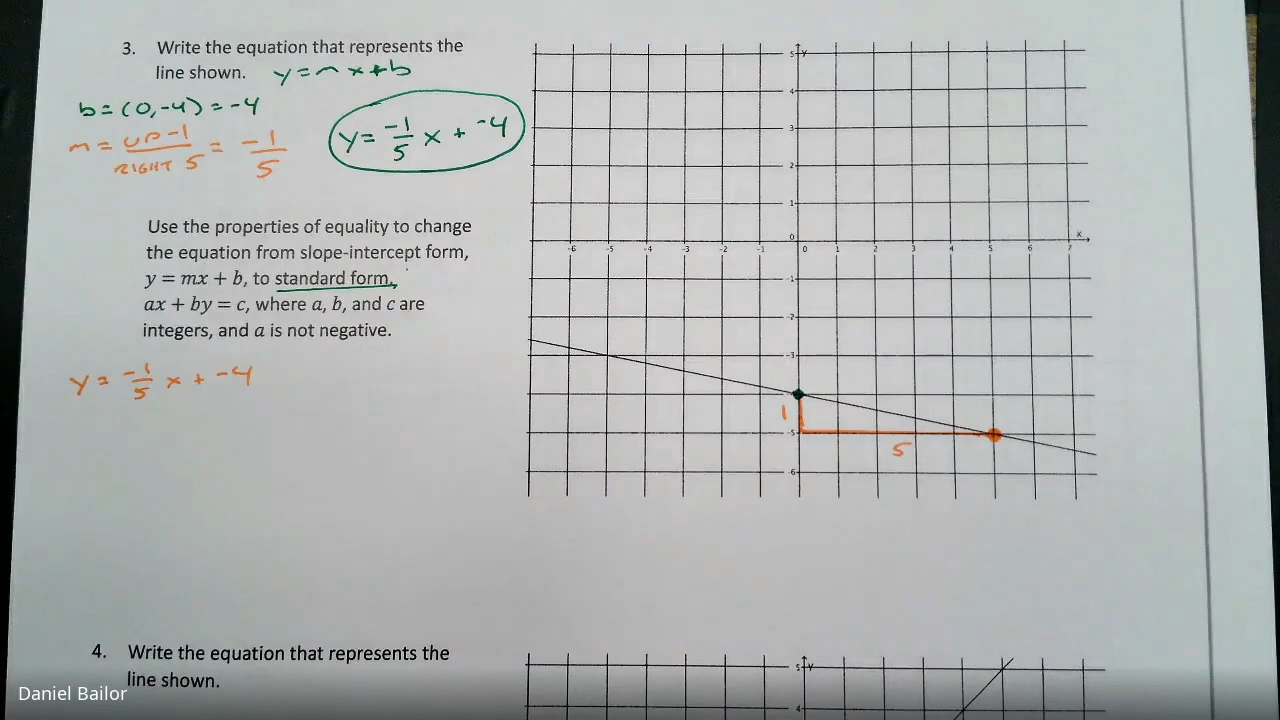 3. Write the equation that represents the
line shown. y = mx + b
b = (0, -4) = -4
m = UP -1 / RIGHT 5 = -1/5
y = -1/5 x + -4
Use the properties of equality to change
the equation from slope-intercept form,
y = mx + b, to standard form,
ax + by = c, where a, b, and c are
integers, and a is not negative.
y = -1/5 x + -4
5 y
4
3
2
1
0 x
-6 -5 -4 -3 -2 -1 0 1 2 3 4 5 6 7
-1
-2
-3
1
-5
5
-6
4. Write the equation that represents the
line shown.
5 y
4
Daniel Bailor